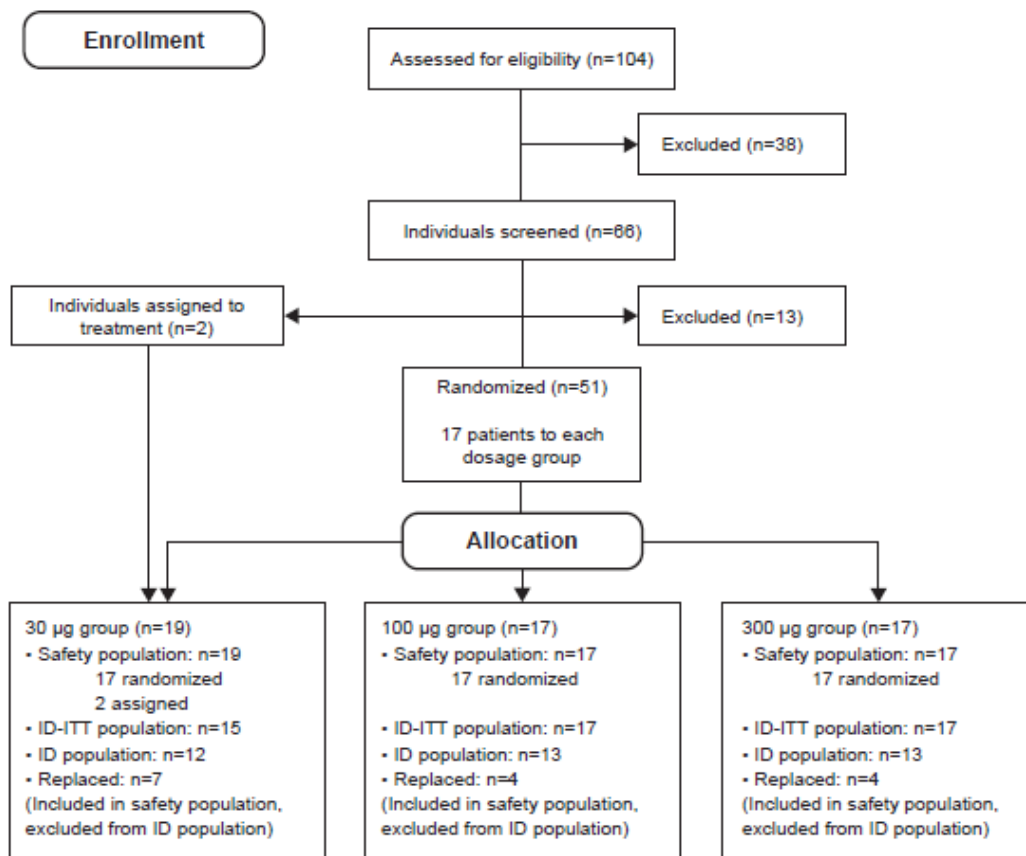 Enrollment
Assessed for eligibility (n=104)
Excluded (n=38)
Individuals screened (n=66)
Individuals assigned to
treatment (n=2)
Excluded (n=13)
Randomized (n=51)
17 patients to each
dosage group
Allocation
30 µg group (n=19)
• Safety population: n=19
17 randomized
2 assigned
• ID-ITT population: n=15
• ID population: n=12
• Replaced: n=7
(Included in safety population,
excluded from ID population)
100 µg group (n=17)
• Safety population: n=17
17 randomized
• ID-ITT population: n=17
• ID population: n=13
• Replaced: n=4
(Included in safety population,
excluded from ID population)
300 µg group (n=17)
• Safety population: n=17
17 randomized
• ID-ITT population: n=17
• ID population: n=13
• Replaced: n=4
(Included in safety population,
excluded from ID population)